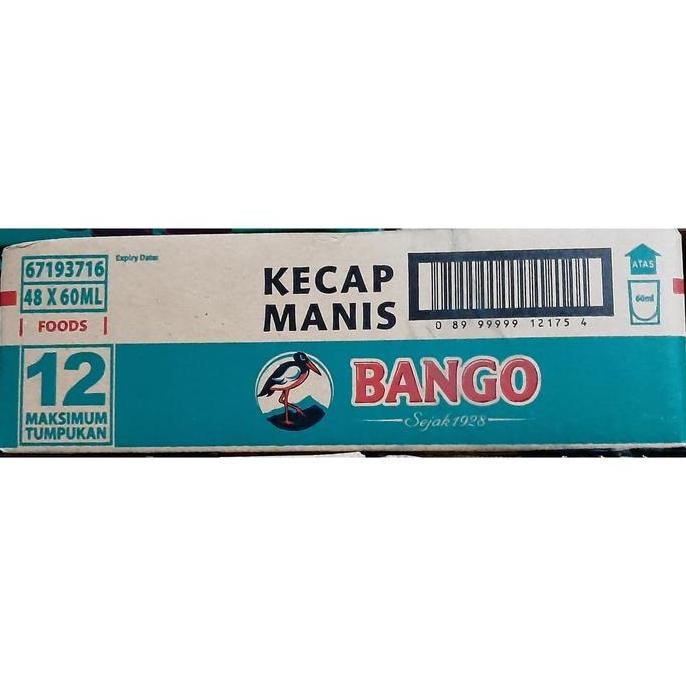 67193716
48 X 60ML
FOODS
12
MAKSIMUM
TUMPUKAN
Expiry Date:
KECAP
MANIS
0 89 99999 12175 4
ATAS
60ml
BANGO
Sejak 1928